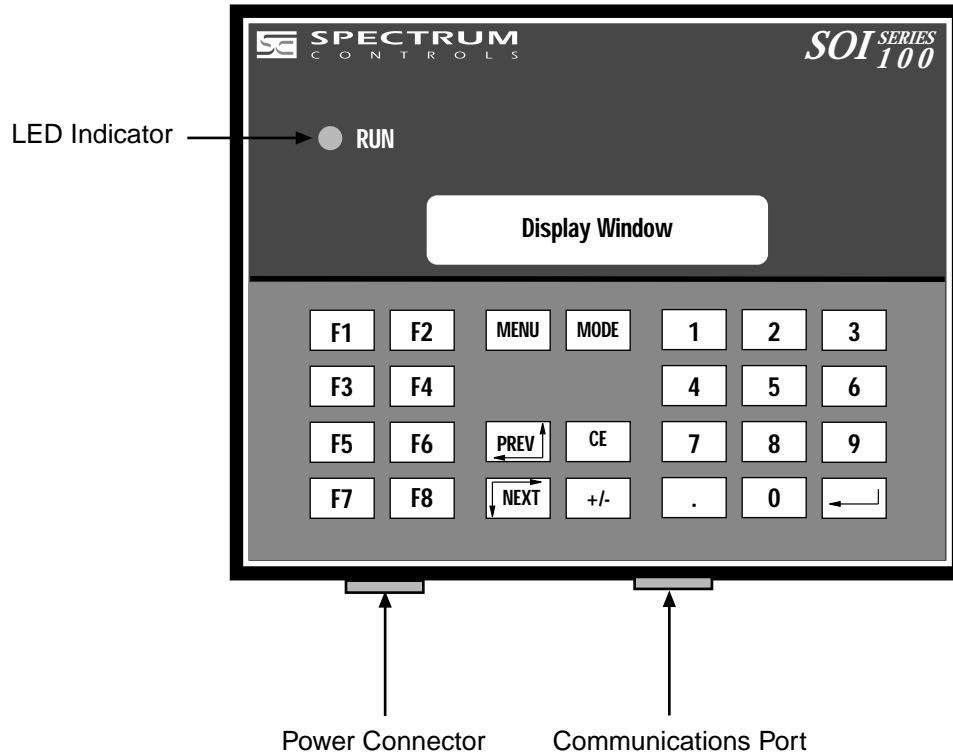 SC SPECTRUM
CONTROLS
SOI SERIES
100
LED Indicator
RUN
Display Window
F1 F2 MENU MODE 1 2 3
F3 F4 4 5 6
F5 F6 PREV CE 7 8 9
F7 F8 NEXT +/- . 0
Power Connector Communications Port